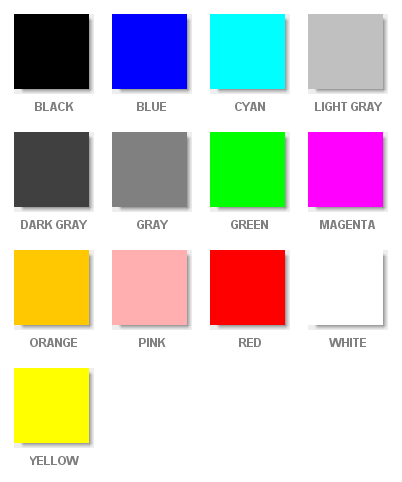 BLACK BLUE CYAN LIGHT GRAY
DARK GRAY GRAY GREEN MAGENTA
ORANGE PINK RED WHITE
YELLOW